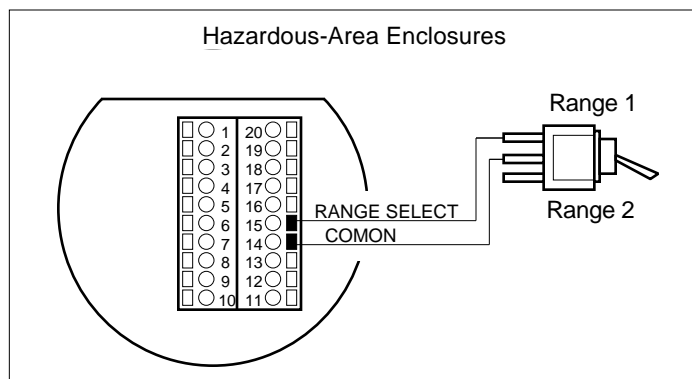 Hazardous-Area Enclosures
Range 1
1 20
2 19
3 18
4 17
5 16
6 15 RANGE SELECT
7 14 COMON
8 13
9 12
10 11
Range 2